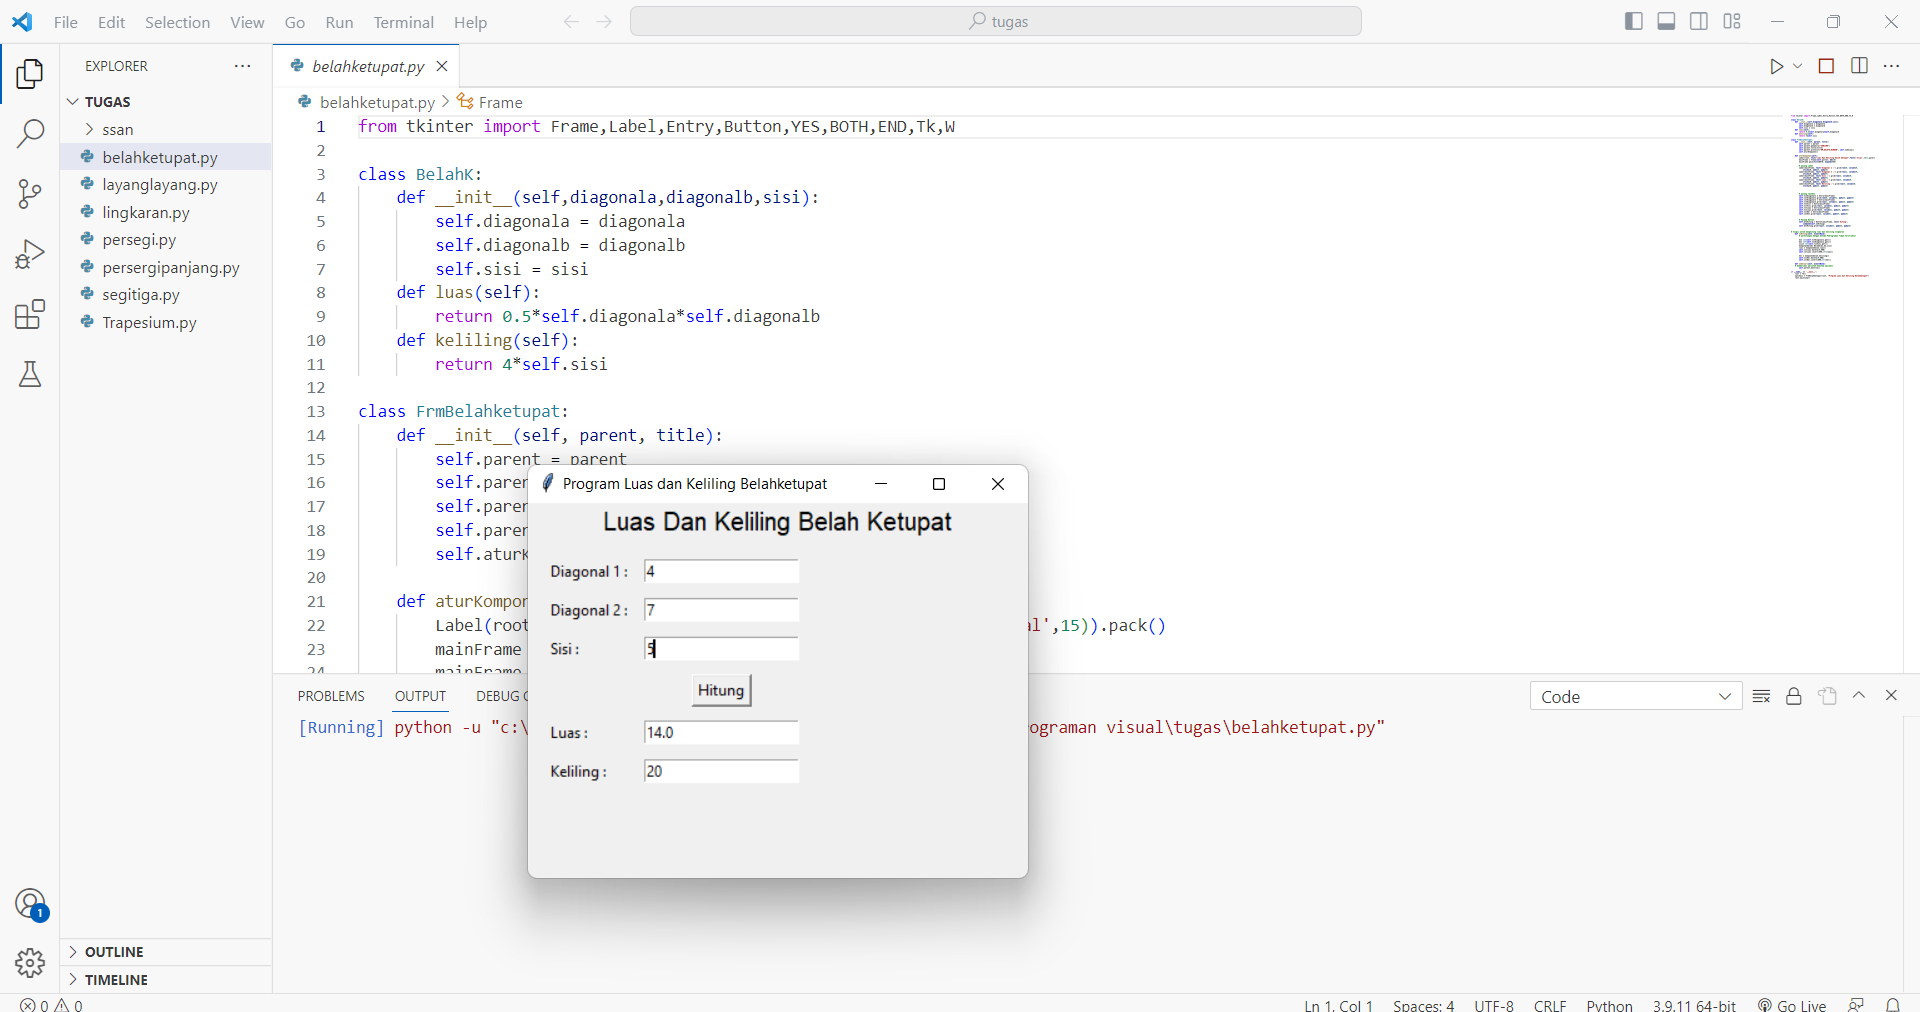 File Edit Selection View Go Run Terminal Help
tugas
EXPLORER
TUGAS
ssan
belahketupat.py
layanglayang.py
lingkaran.py
persegi.py
persergipanjang.py
segitiga.py
Trapesium.py
OUTLINE
TIMELINE
1
belahketupat.py
belahketupat.py > Frame
1 from tkinter import Frame,Label,Entry,Button,YES,BOTH,END,Tk,W
2
3 class BelahK:
4 def __init__(self,diagonala,diagonalb,sisi):
5 self.diagonala = diagonala
6 self.diagonalb = diagonalb
7 self.sisi = sisi
8 def luas(self):
9 return 0.5*self.diagonala*self.diagonalb
10 def keliling(self):
11 return 4*self.sisi
12
13 class FrmBelahketupat:
14 def __init__(self, parent, title):
15 self.parent = parent
16 self.paren
17 self.paren
18 self.paren
19 self.aturK
20
21 def aturKompon
22 Label(root al',15)).pack()
23 mainFrame
24 mainFrame
Program Luas dan Keliling Belahketupat
Luas Dan Keliling Belah Ketupat
Diagonal 1 : 4
Diagonal 2 : 7
Sisi : 5
Hitung
Luas : 14.0
Keliling : 20
PROBLEMS OUTPUT DEBUG C
Code
[Running] python -u "c:\ ograman visual\tugas\belahketupat.py"
0 0
Ln 1, Col 1 Spaces: 4 UTF-8 CRLF Python 3.9.11 64-bit Go Live